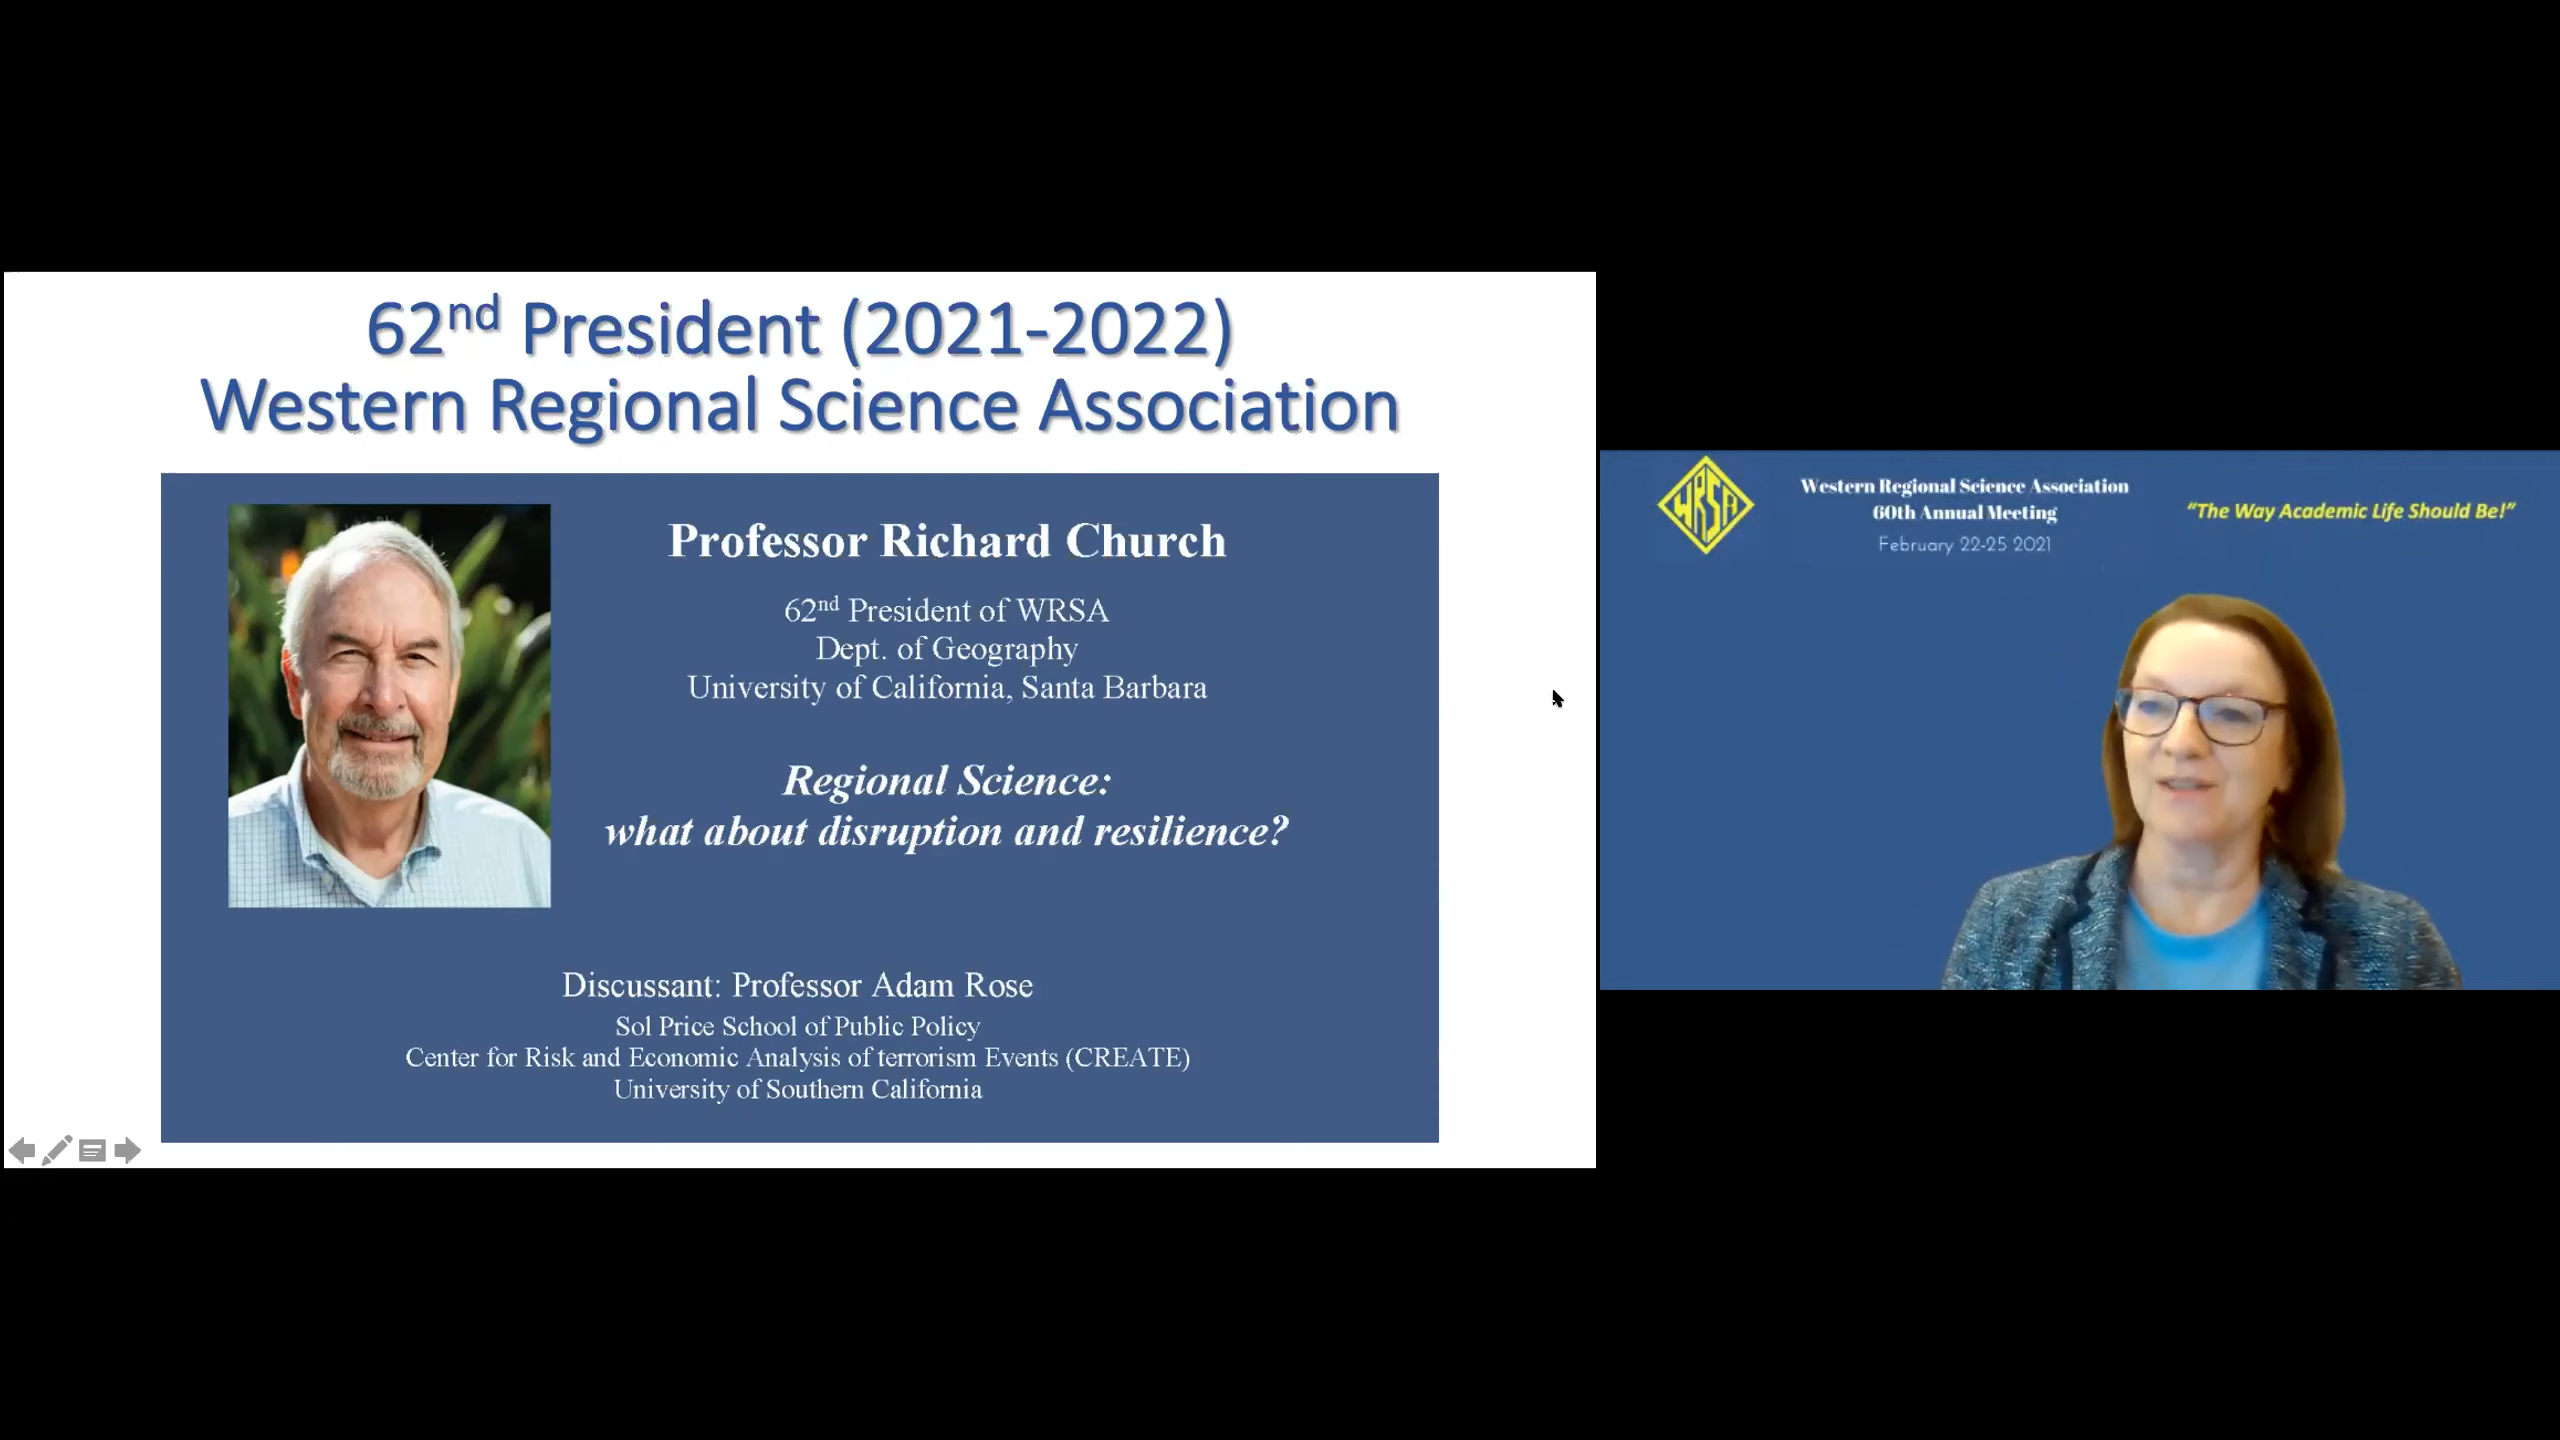 62nd President (2021-2022)
Western Regional Science Association
Professor Richard Church
62nd President of WRSA
Dept. of Geography
University of California, Santa Barbara
Regional Science:
what about disruption and resilience?
Discussant: Professor Adam Rose
Sol Price School of Public Policy
Center for Risk and Economic Analysis of terrorism Events (CREATE)
University of Southern California
WRSA
Western Regional Science Association
60th Annual Meeting
February 22-25 2021
“The Way Academic Life Should Be!”